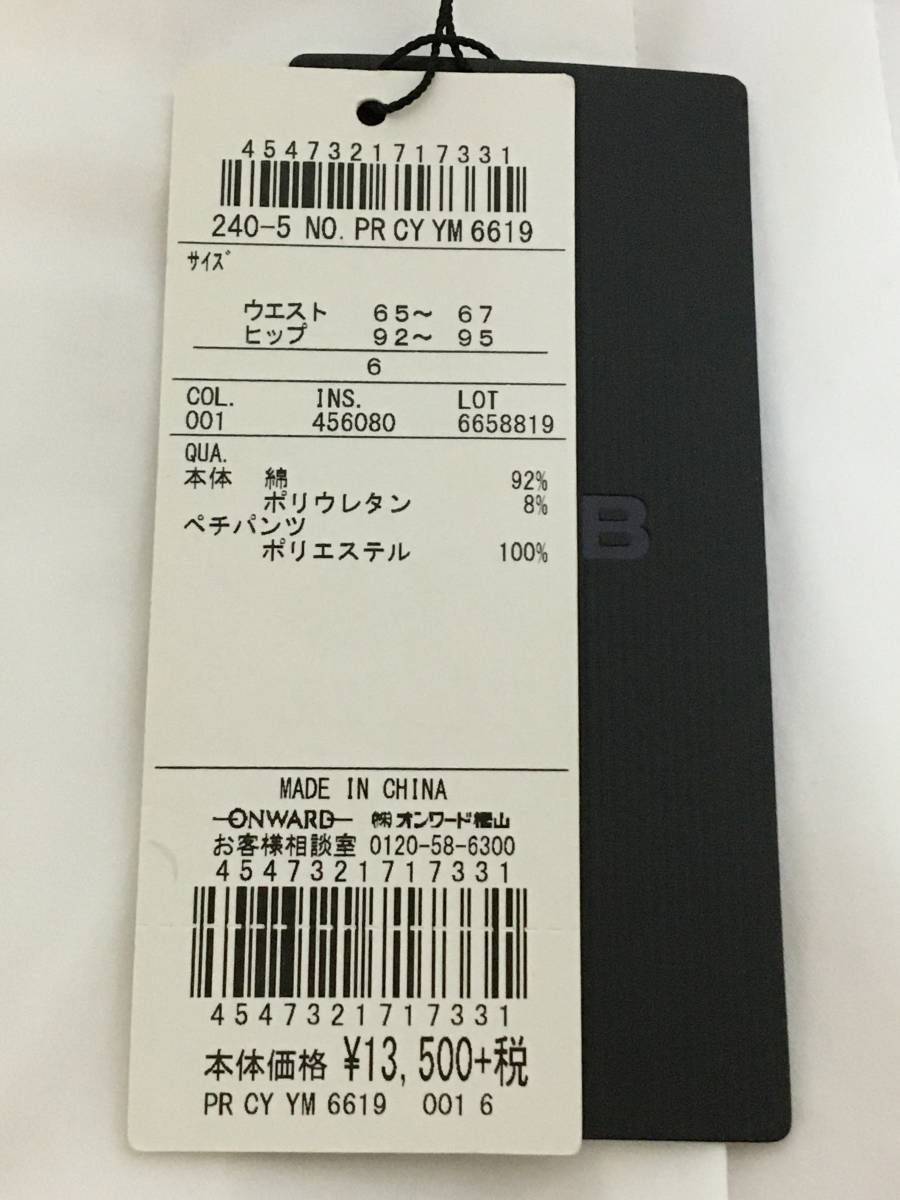 4547321717331
240-5 NO. PR CY YM 6619
サイズ
ウエスト 65～ 67
ヒップ 92～ 95
6
COL. INS. LOT
001 456080 6658819
QUA.
本体 綿 92%
ポリウレタン 8%
ペチパンツ
ポリエステル 100%
B
MADE IN CHINA
ONWARD ㈱オンワード樫山
お客様相談室 0120-58-6300
4547321717331
4547321717331
本体価格 ¥13,500+税
PR CY YM 6619 001 6